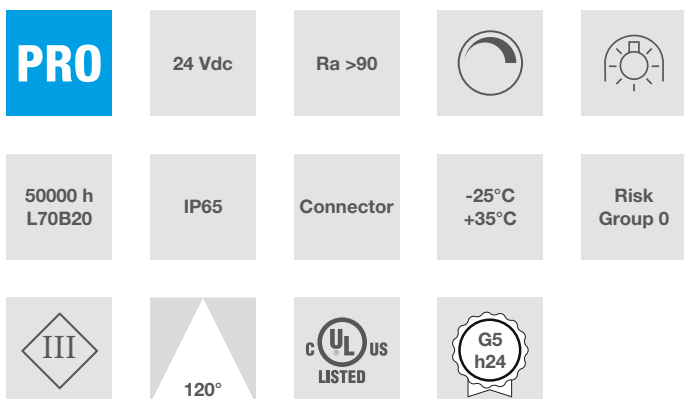 PRO
24 Vdc
Ra >90
50000 h
L70B20
IP65
Connector
-25°C
+35°C
Risk
Group 0
III
120°
C UL US
®
LISTED
G5
h24